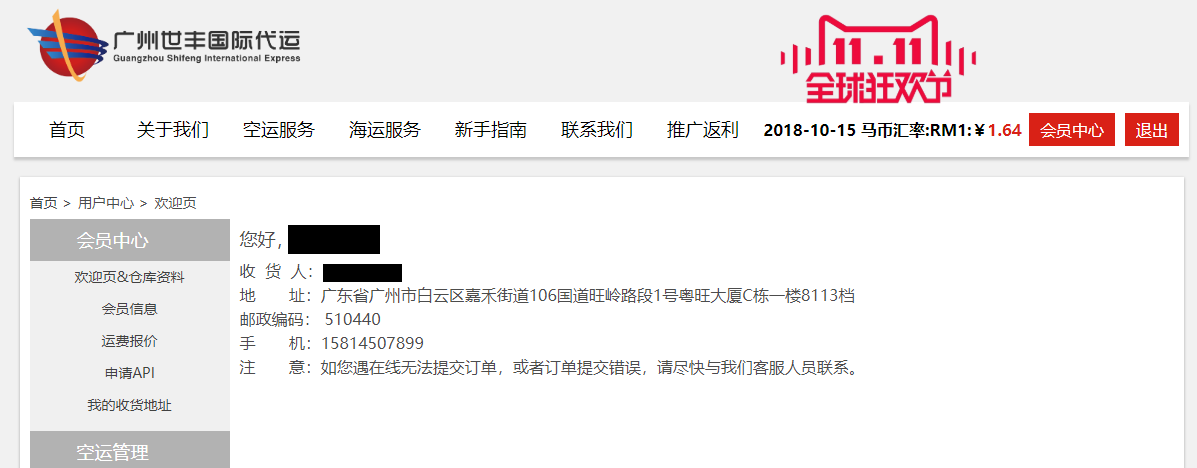 广州世丰国际代运
Guangzhou Shifeng International Express
11.11
全球狂欢节
首页 关于我们 空运服务 海运服务 新手指南 联系我们 推广返利 2018-10-15 马币汇率:RM1:¥1.64 会员中心 退出
首页 > 用户中心 > 欢迎页
会员中心
欢迎页&仓库资料
会员信息
运费报价
申请API
我的收货地址
空运管理
您好,
收 货 人：
地 址：广东省广州市白云区嘉禾街道106国道旺岭路段1号粤旺大厦C栋一楼8113档
邮政编码： 510440
手 机：15814507899
注 意：如您遇在线无法提交订单，或者订单提交错误，请尽快与我们客服人员联系。